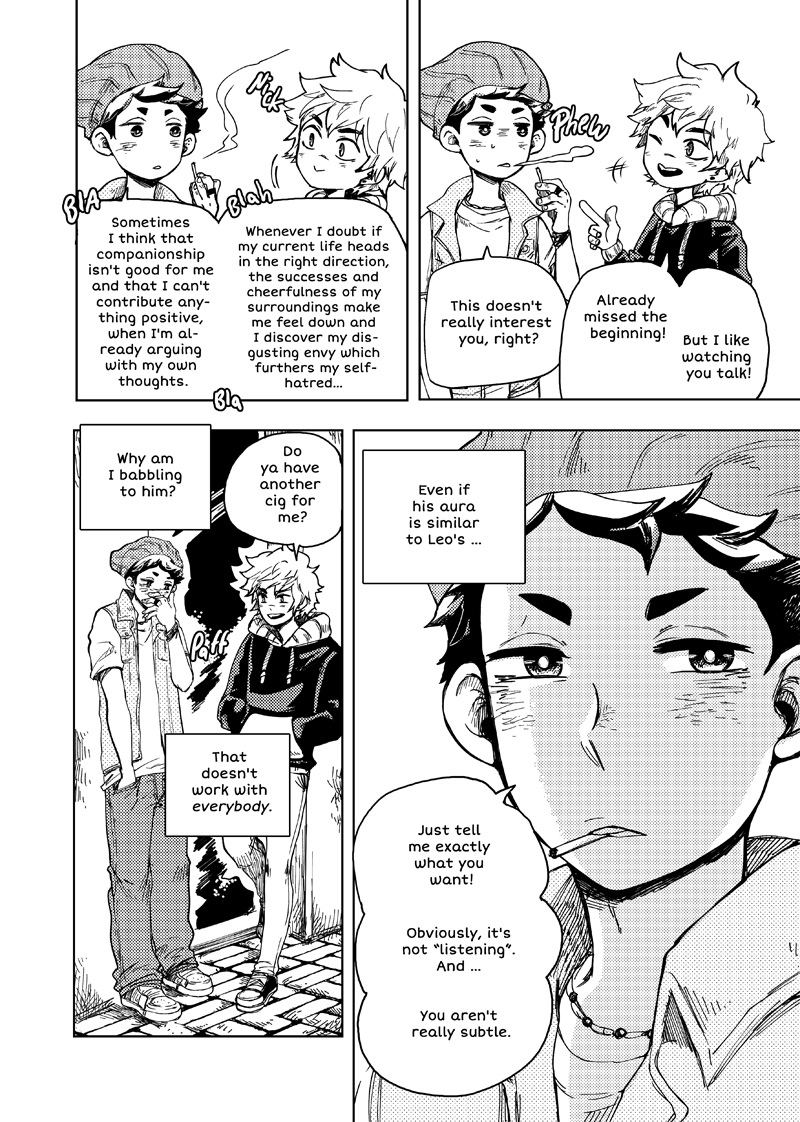 Nick
BlA
Blah
Sometimes
I think that
companionship
isn't good for me
and that I can't
contribute any-
thing positive,
when I'm al-
ready arguing
with my own
thoughts.
Whenever I doubt if
my current life heads
in the right direction,
the successes and
cheerfulness of my
surroundings make
me feel down and
I discover my dis-
gusting envy which
furthers my self-
hatred...
Bla
Phew
This doesn't
really interest
you, right?
Already
missed the
beginning!
But I like
watching
you talk!
Why am
I babbling
to him?
Do
ya have
another
cig for
me?
Paff
That
doesn't
work with
everybody.
Even if
his aura
is similar
to Leo's ...
Just tell
me exactly
what you
want!
Obviously, it's
not "listening".
And ...
You aren't
really subtle.